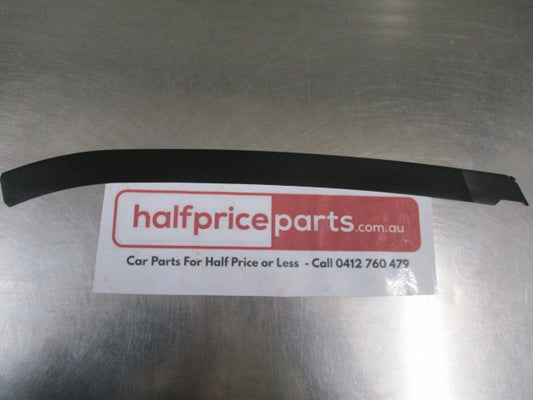 halfpriceparts.com.au
Car Parts For Half Price or Less - Call 0412 760 479